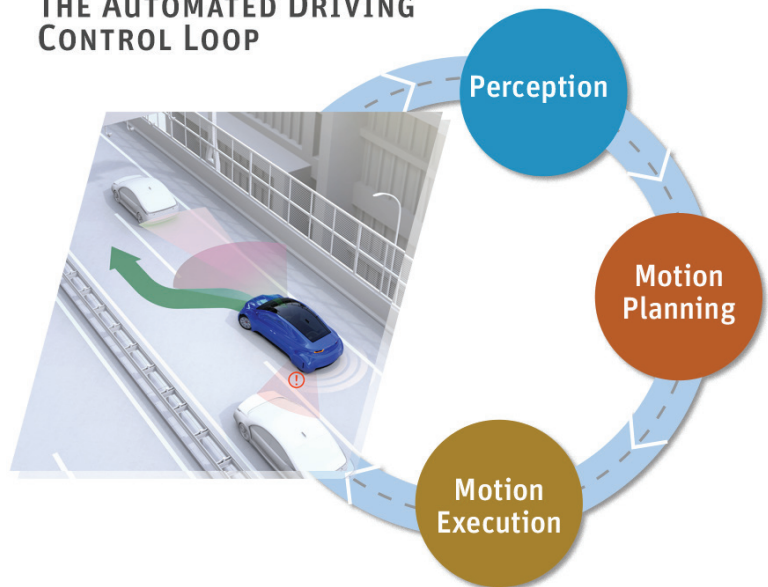 THE AUTOMATED DRIVING
CONTROL LOOP
Perception
Motion
Planning
Motion
Execution
!